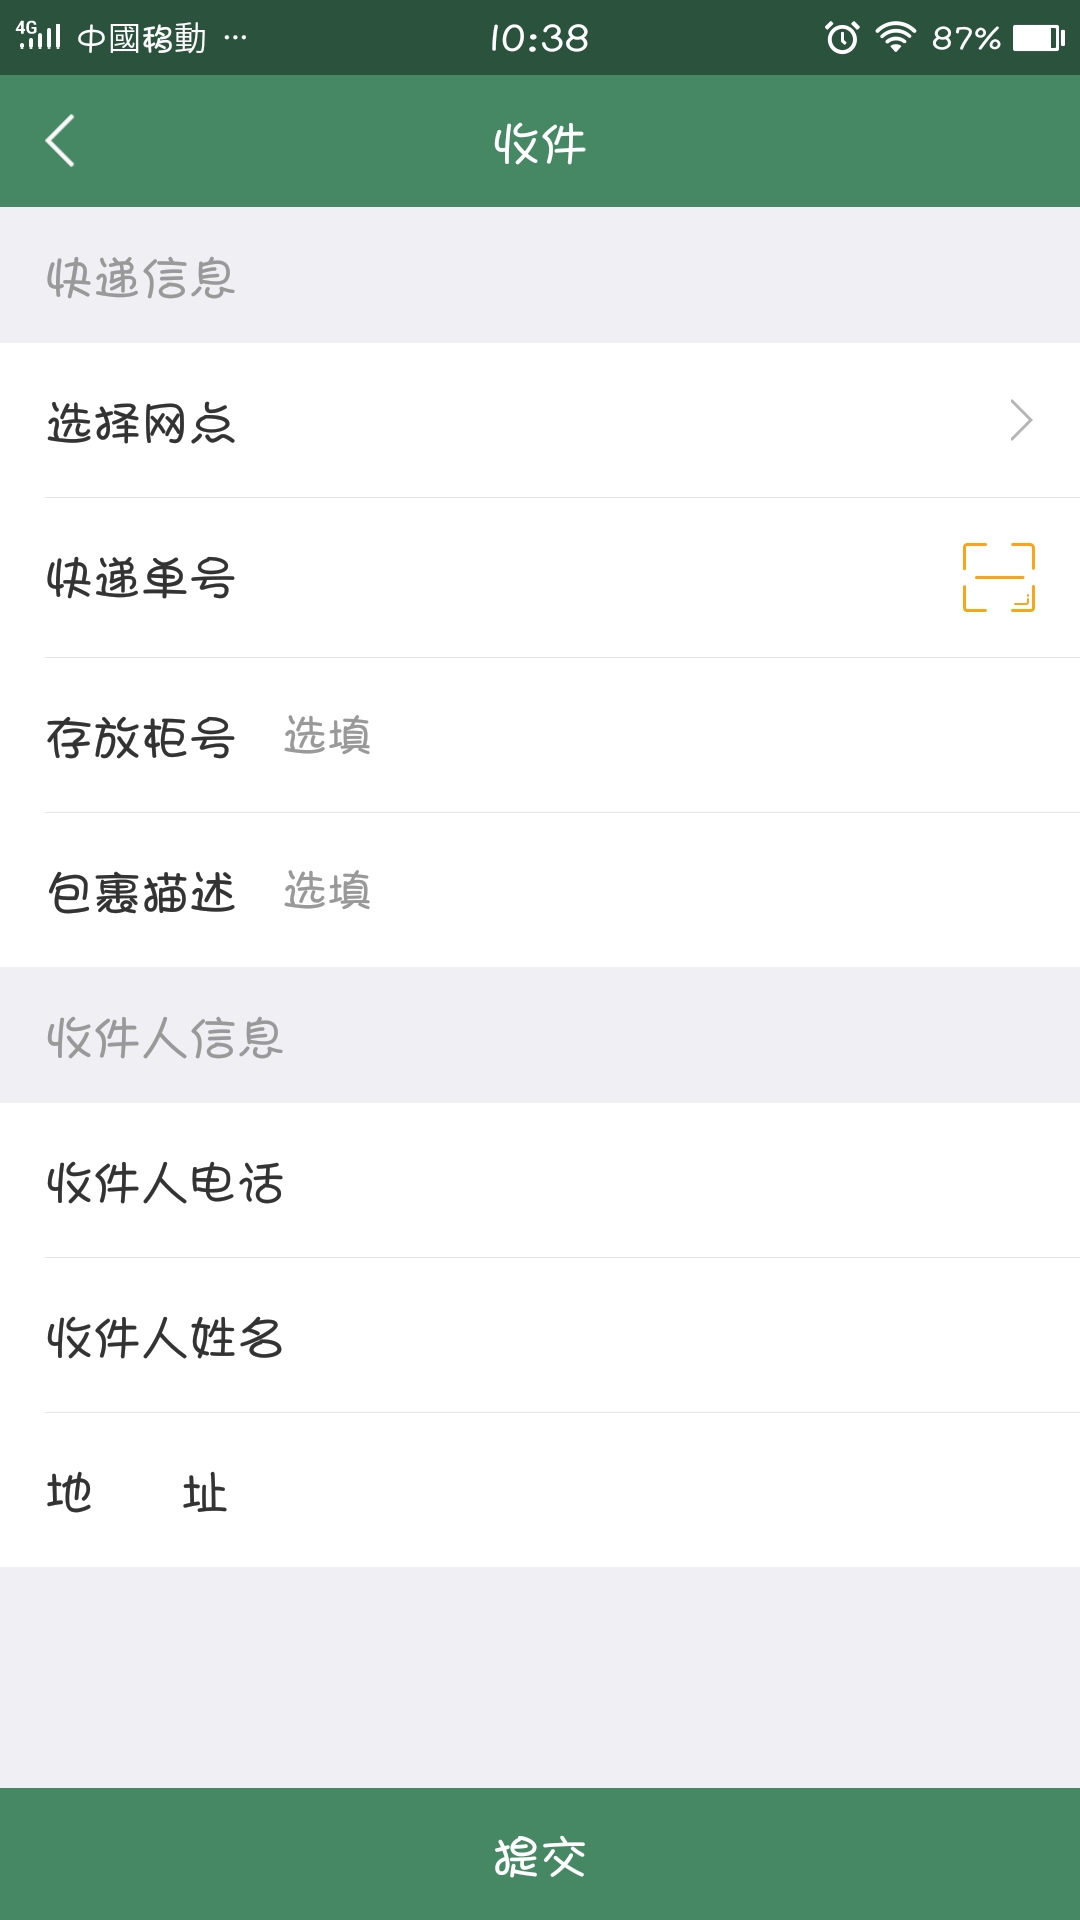 4G 中國移動 ··· 10:38 87%
收件
快递信息
选择网点
快递单号
存放柜号 选填
包裹描述 选填
收件人信息
收件人电话
收件人姓名
地 址
提交